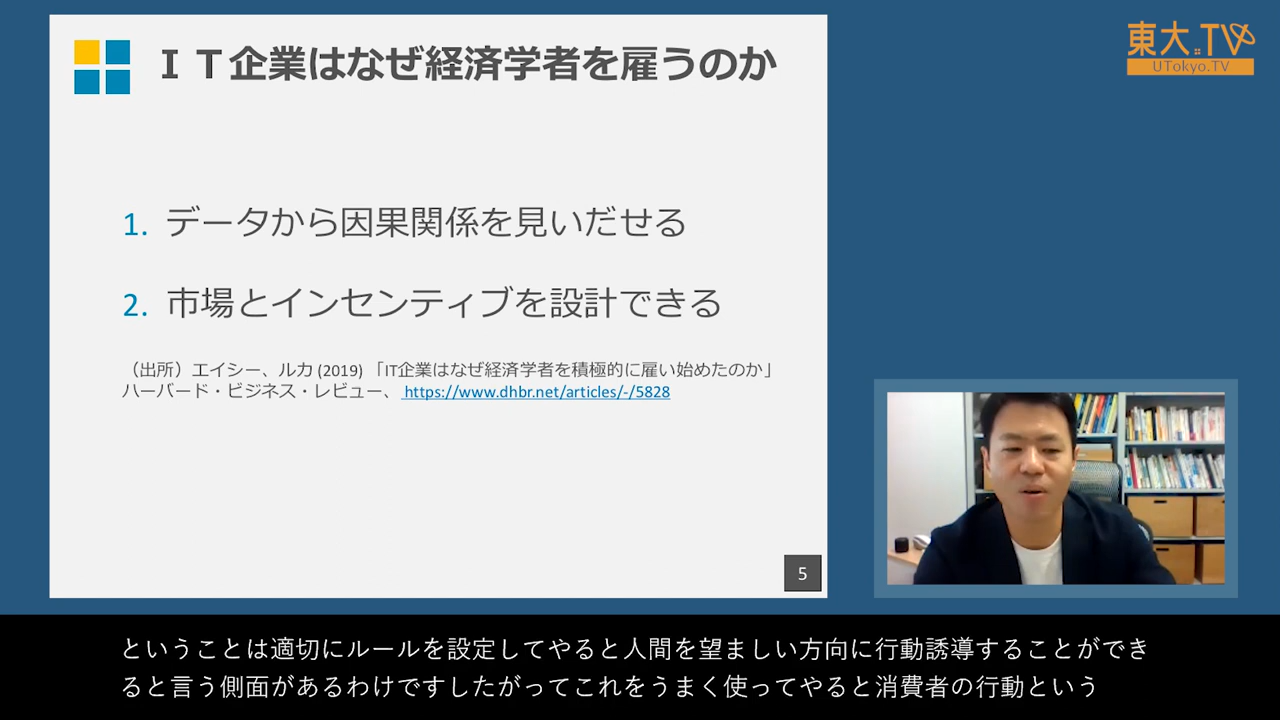 ＩＴ企業はなぜ経済学者を雇うのか
東大.TV
UTokyo.TV
1. データから因果関係を見いだせる
2. 市場とインセンティブを設計できる
（出所）エイシー、ルカ (2019) 「IT企業はなぜ経済学者を積極的に雇い始めたのか」
ハーバード・ビジネス・レビュー、 https://www.dhbr.net/articles/-/5828
5
ということは適切にルールを設定してやると人間を望ましい方向に行動誘導することができ
ると言う側面があるわけですしたがってこれをうまく使ってやると消費者の行動という